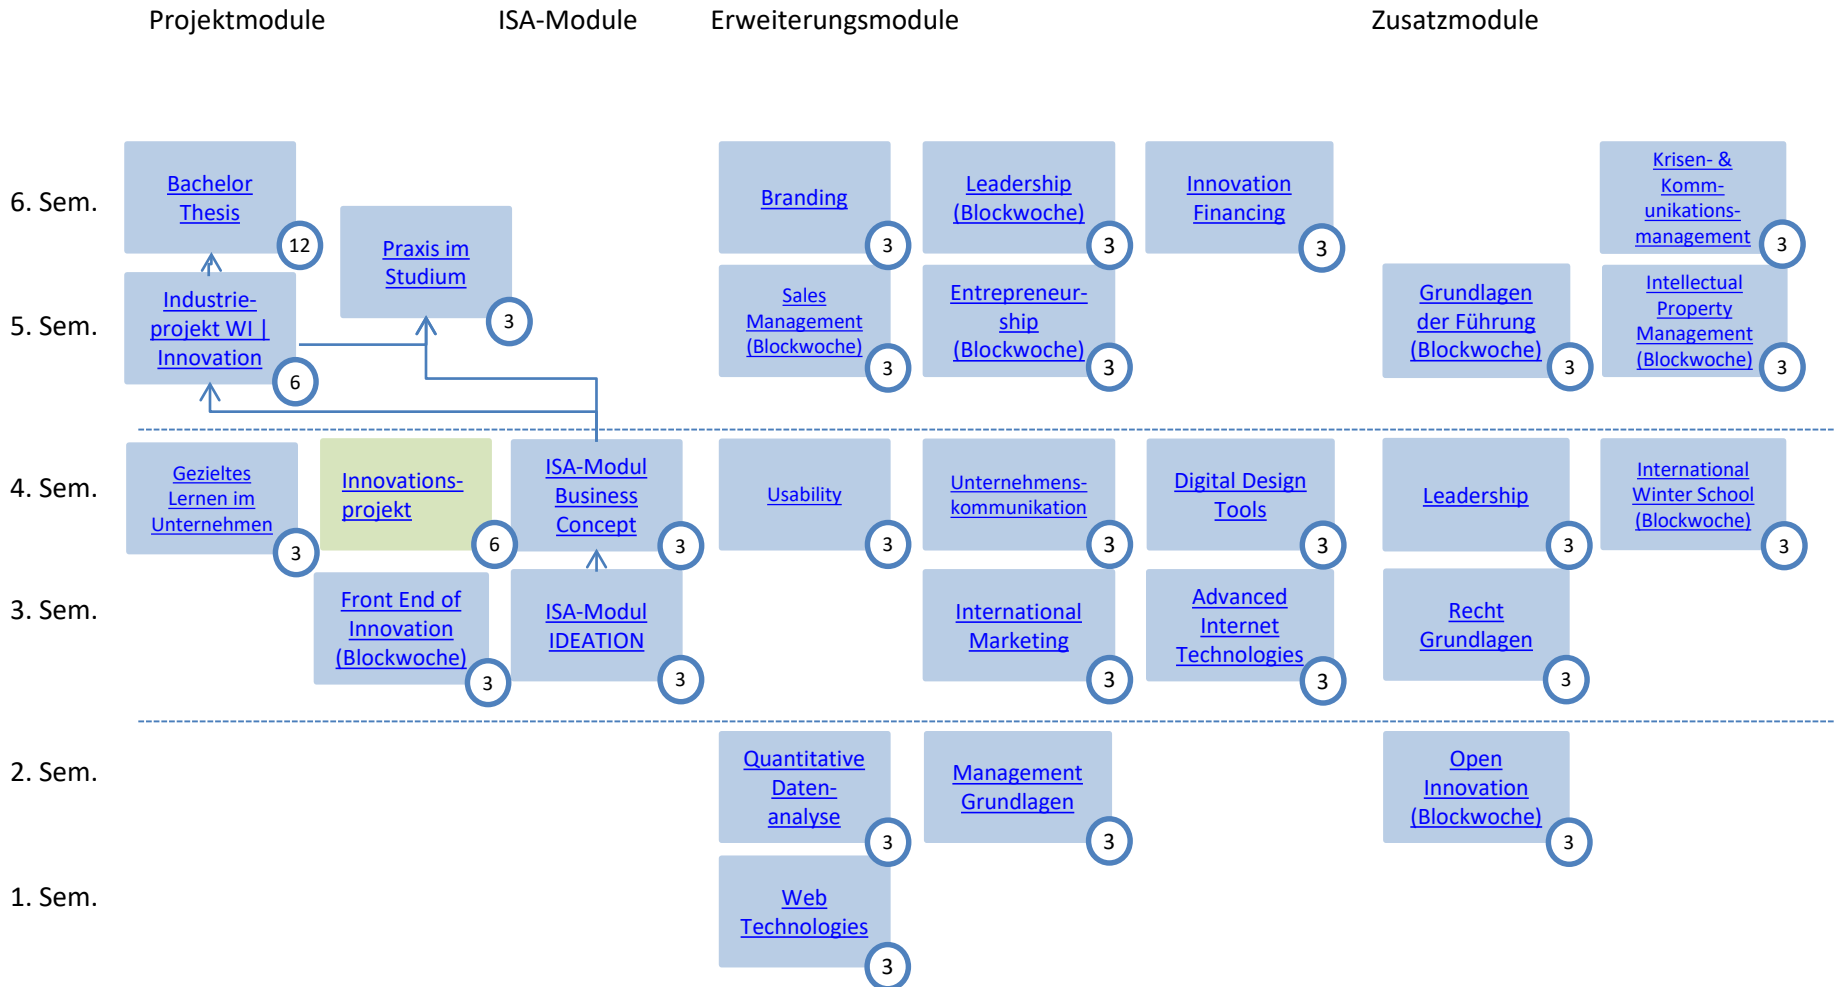 Projektmodule
ISA-Module
Erweiterungsmodule
Zusatzmodule
6. Sem.
Bachelor
Thesis
12
Praxis im
Studium
3
Branding
3
Leadership
(Blockwoche)
3
Innovation
Financing
3
Krisen- &
Komm-
unikations-
management
3
5. Sem.
Industrie-
projekt WI |
Innovation
6
Sales
Management
(Blockwoche)
3
Entrepreneur-
ship
(Blockwoche)
3
Grundlagen
der Führung
(Blockwoche)
3
Intellectual
Property
Management
(Blockwoche)
3
4. Sem.
Gezieltes
Lernen im
Unternehmen
3
Innovations-
projekt
6
ISA-Modul
Business
Concept
3
Usability
3
Unternehmens-
kommunikation
3
Digital Design
Tools
3
Leadership
3
International
Winter School
(Blockwoche)
3
3. Sem.
Front End of
Innovation
(Blockwoche)
3
ISA-Modul
IDEATION
3
International
Marketing
3
Advanced
Internet
Technologies
3
Recht
Grundlagen
3
2. Sem.
Quantitative
Daten-
analyse
3
Management
Grundlagen
3
Open
Innovation
(Blockwoche)
3
1. Sem.
Web
Technologies
3